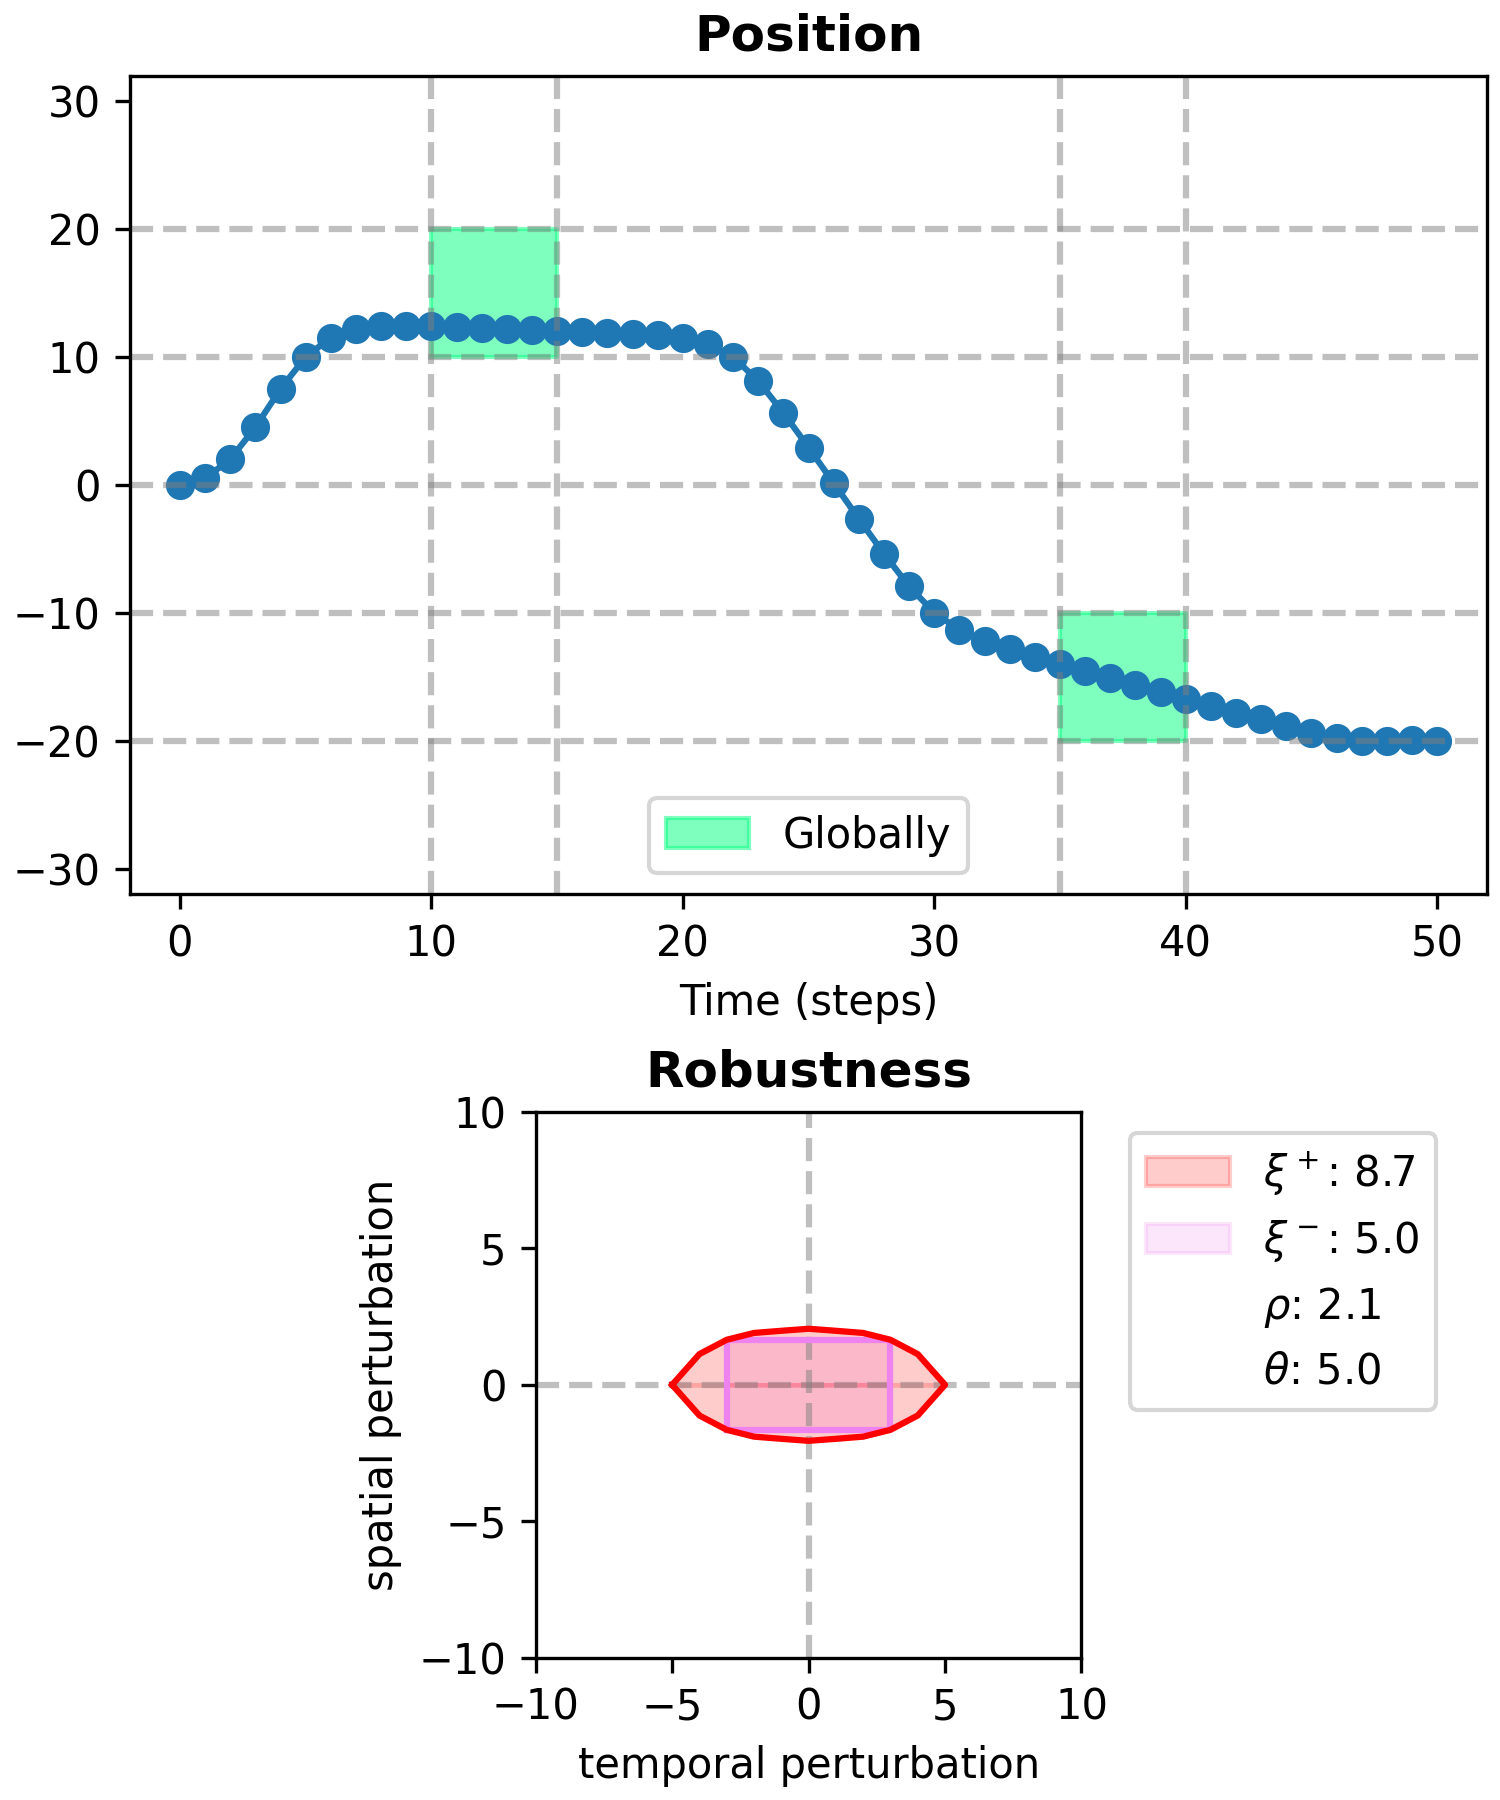 Position
30
20
10
0
−10
−20
−30
Globally
0 10 20 30 40 50
Time (steps)
Robustness
10
5
0
−5
−10
spatial perturbation
−10 −5 0 5 10
temporal perturbation
ξ⁺: 8.7
ξ⁻: 5.0
ρ: 2.1
θ: 5.0